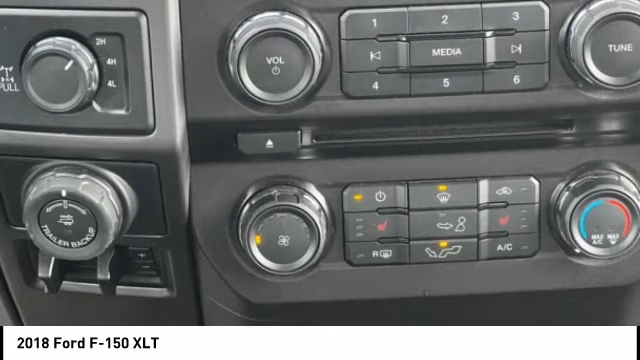 1 2 3
2H
4H
4L
PULL
VOL
MEDIA
TUNE
4 5 6
TRAILER BACKUP
R
A/C
MAX A/C
MAX
2018 Ford F-150 XLT